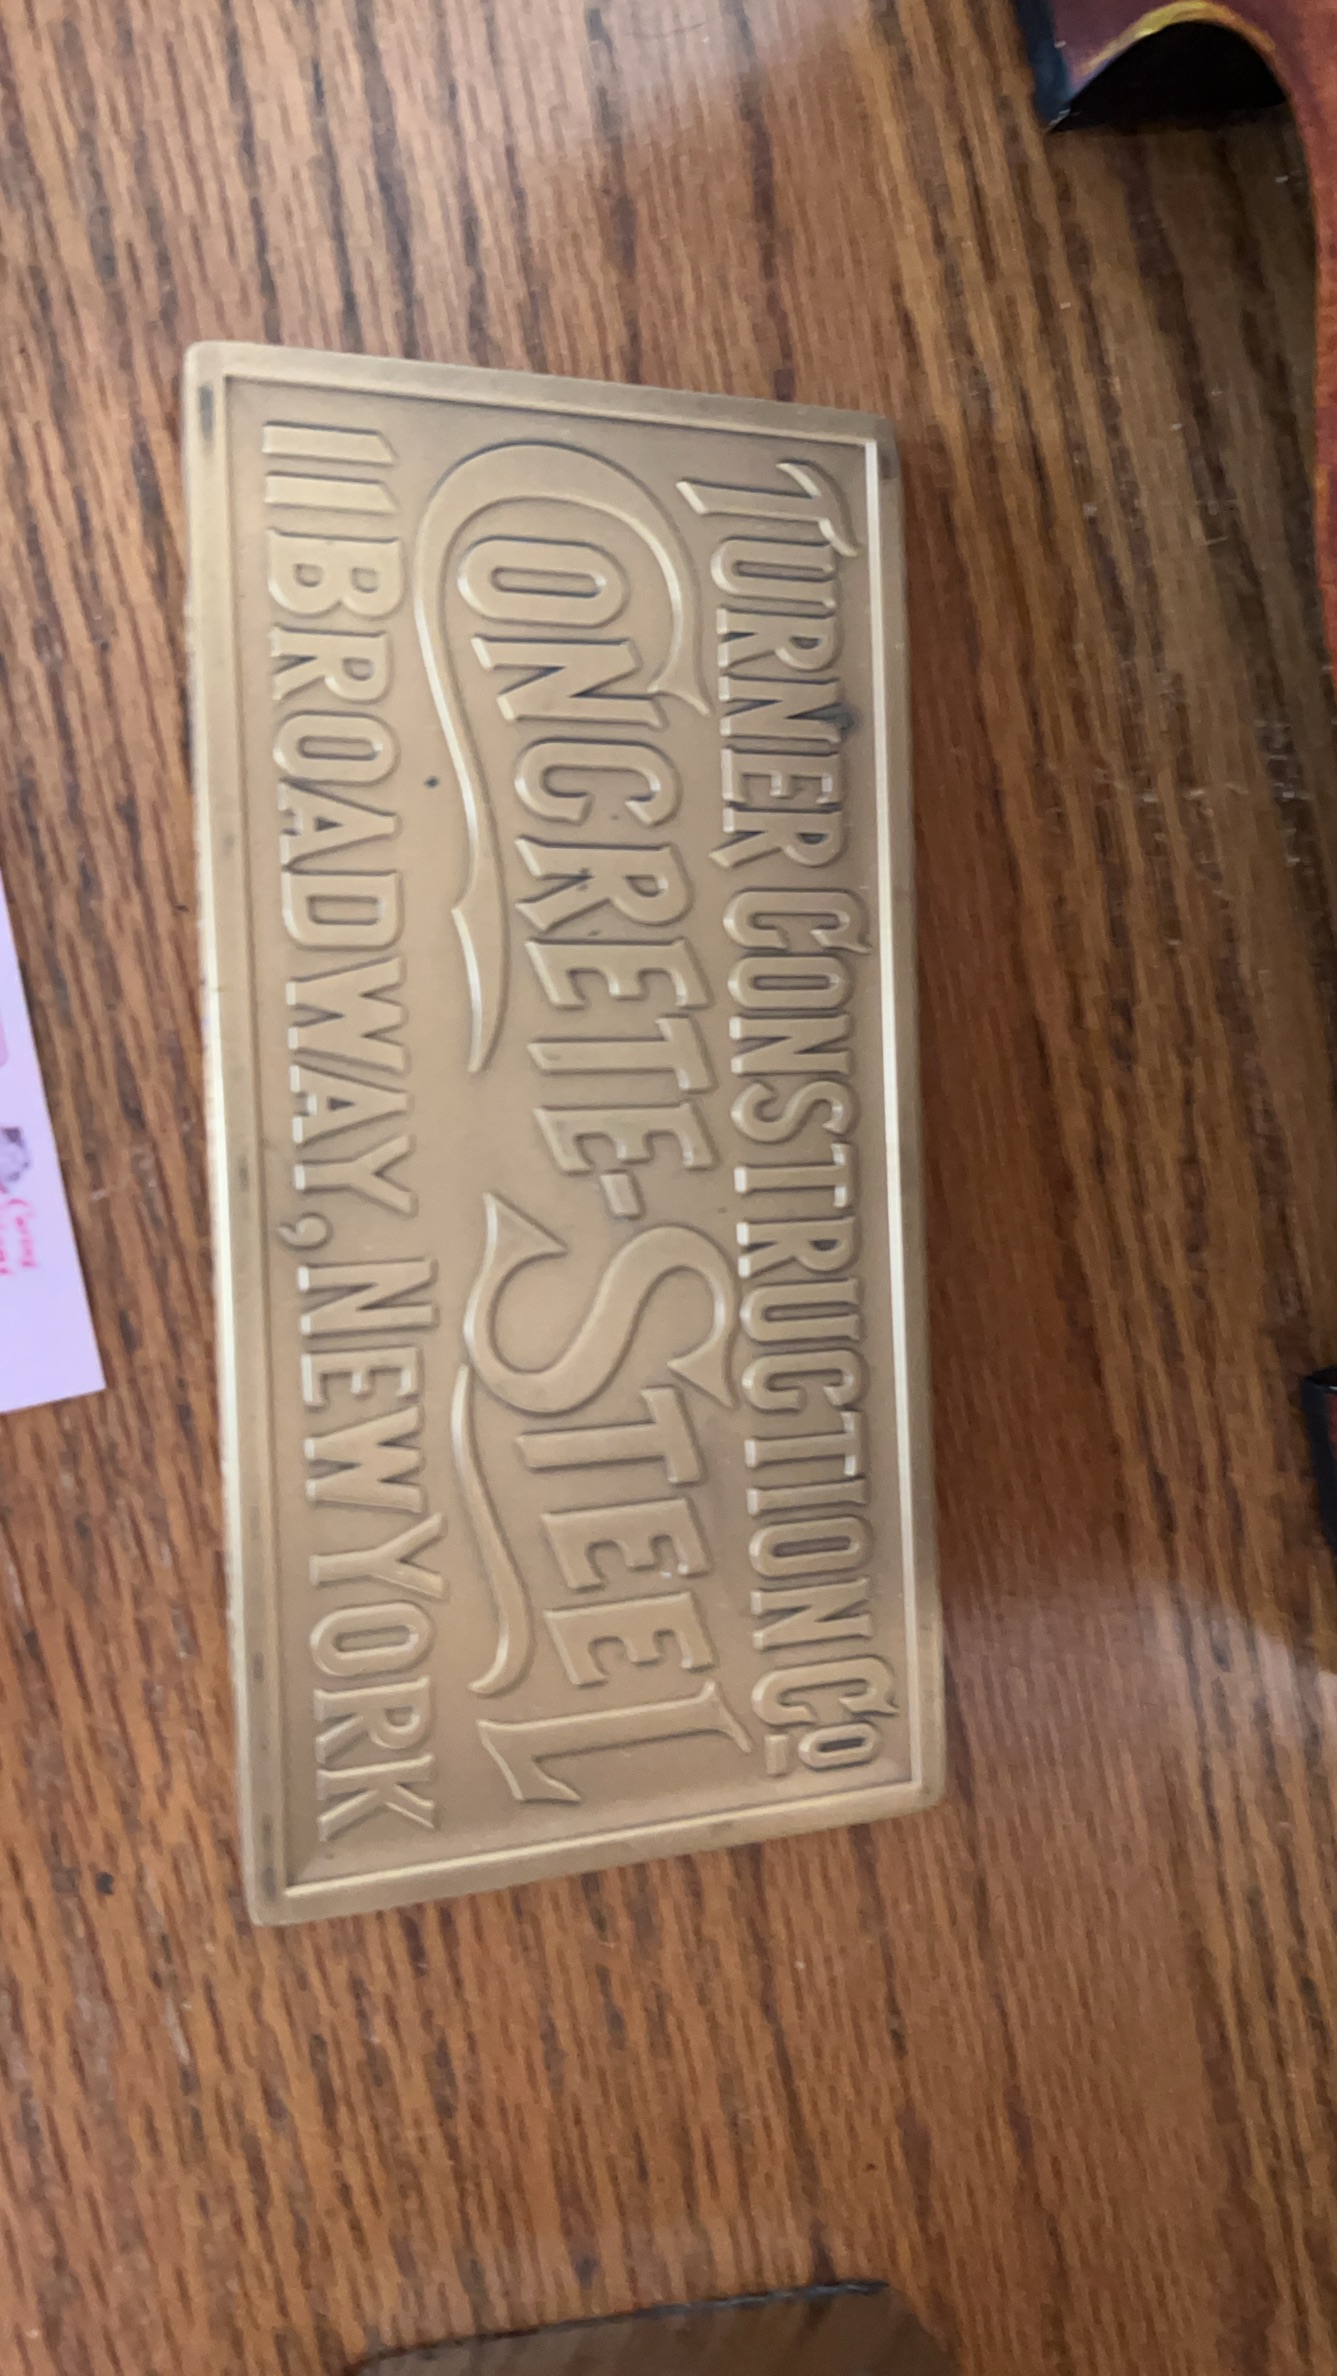 TURNER CONSTRUCTION Co
CONCRETE-STEEL
11 BROADWAY, NEW YORK